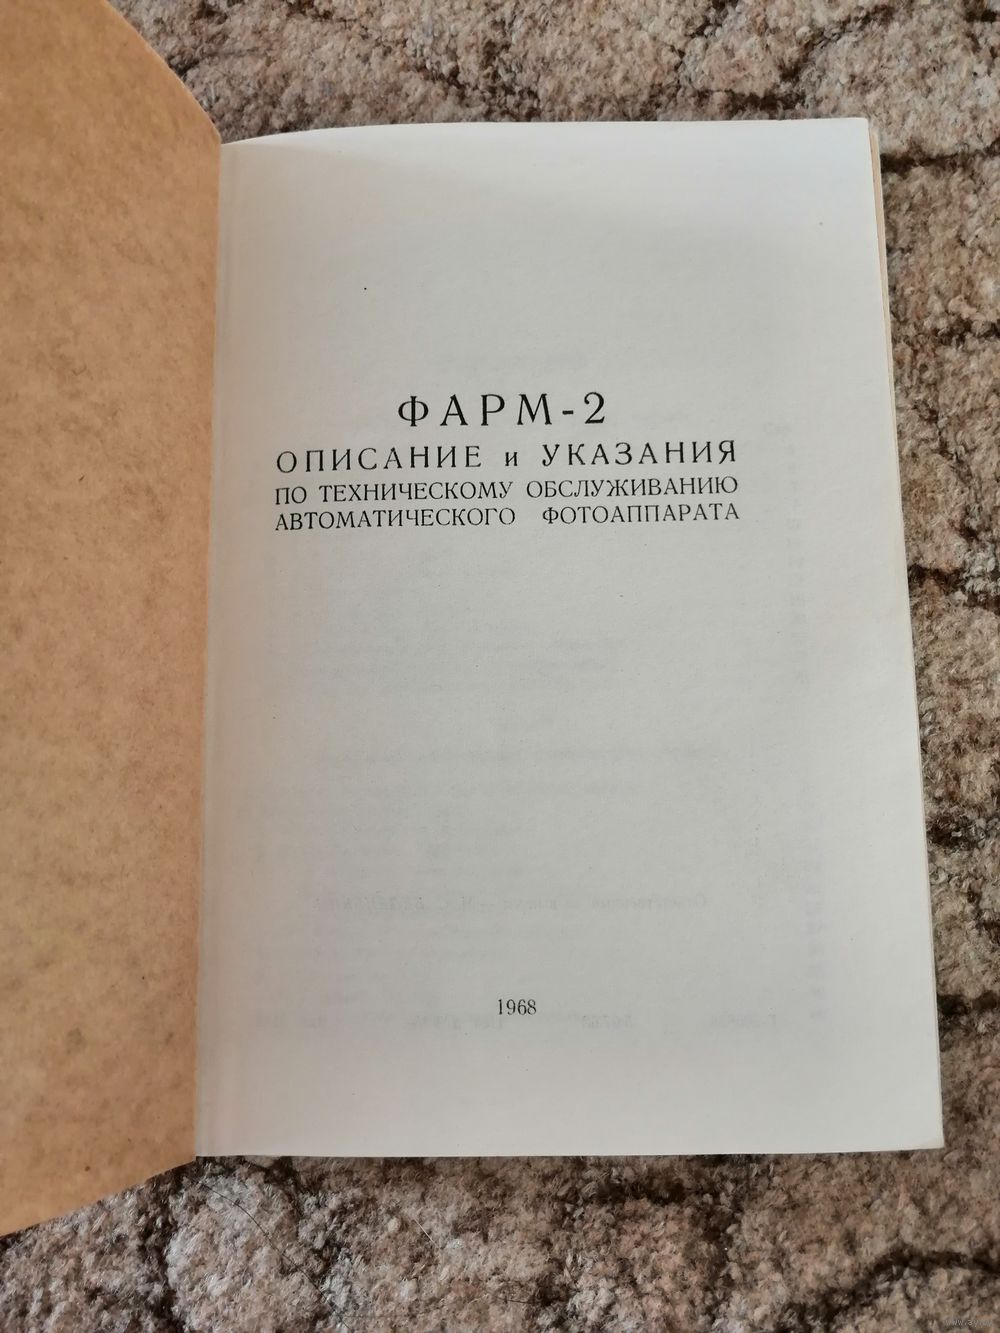 ФАРМ-2
ОПИСАНИЕ и УКАЗАНИЯ
ПО ТЕХНИЧЕСКОМУ ОБСЛУЖИВАНИЮ
АВТОМАТИЧЕСКОГО ФОТОАППАРАТА
1968